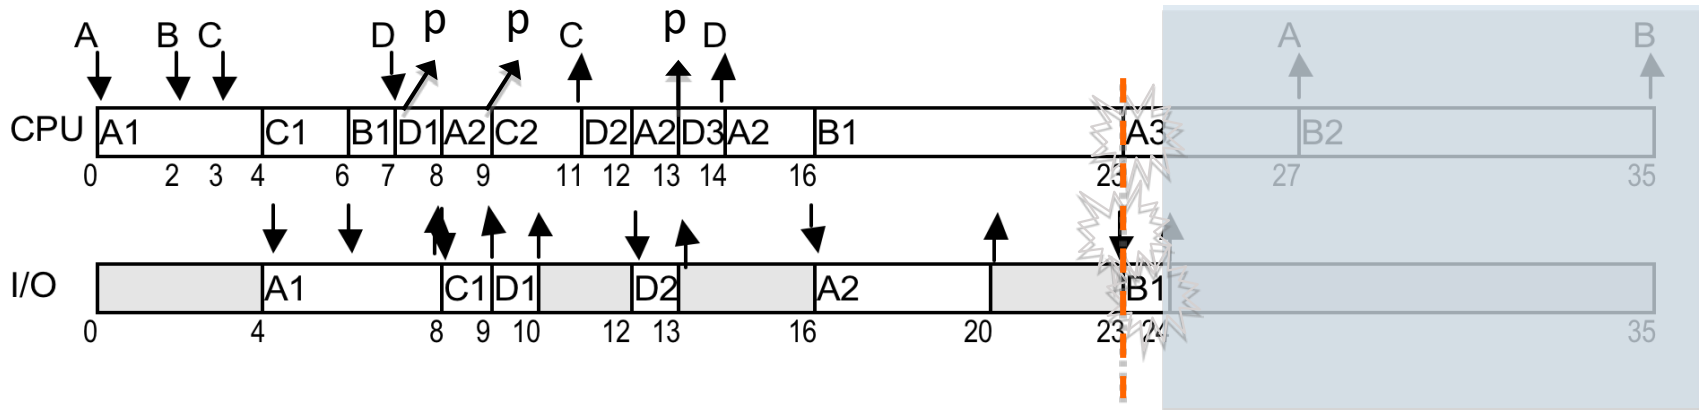 A B C D p p C p D A B
CPU A1 C1 B1 D1 A2 C2 D2 A2 D3 A2 B1 A3 B2
0 2 3 4 6 7 8 9 11 12 13 14 16 23 27 35
I/O A1 C1 D1 D2 A2 B1
0 4 8 9 10 12 13 16 20 23 24 35